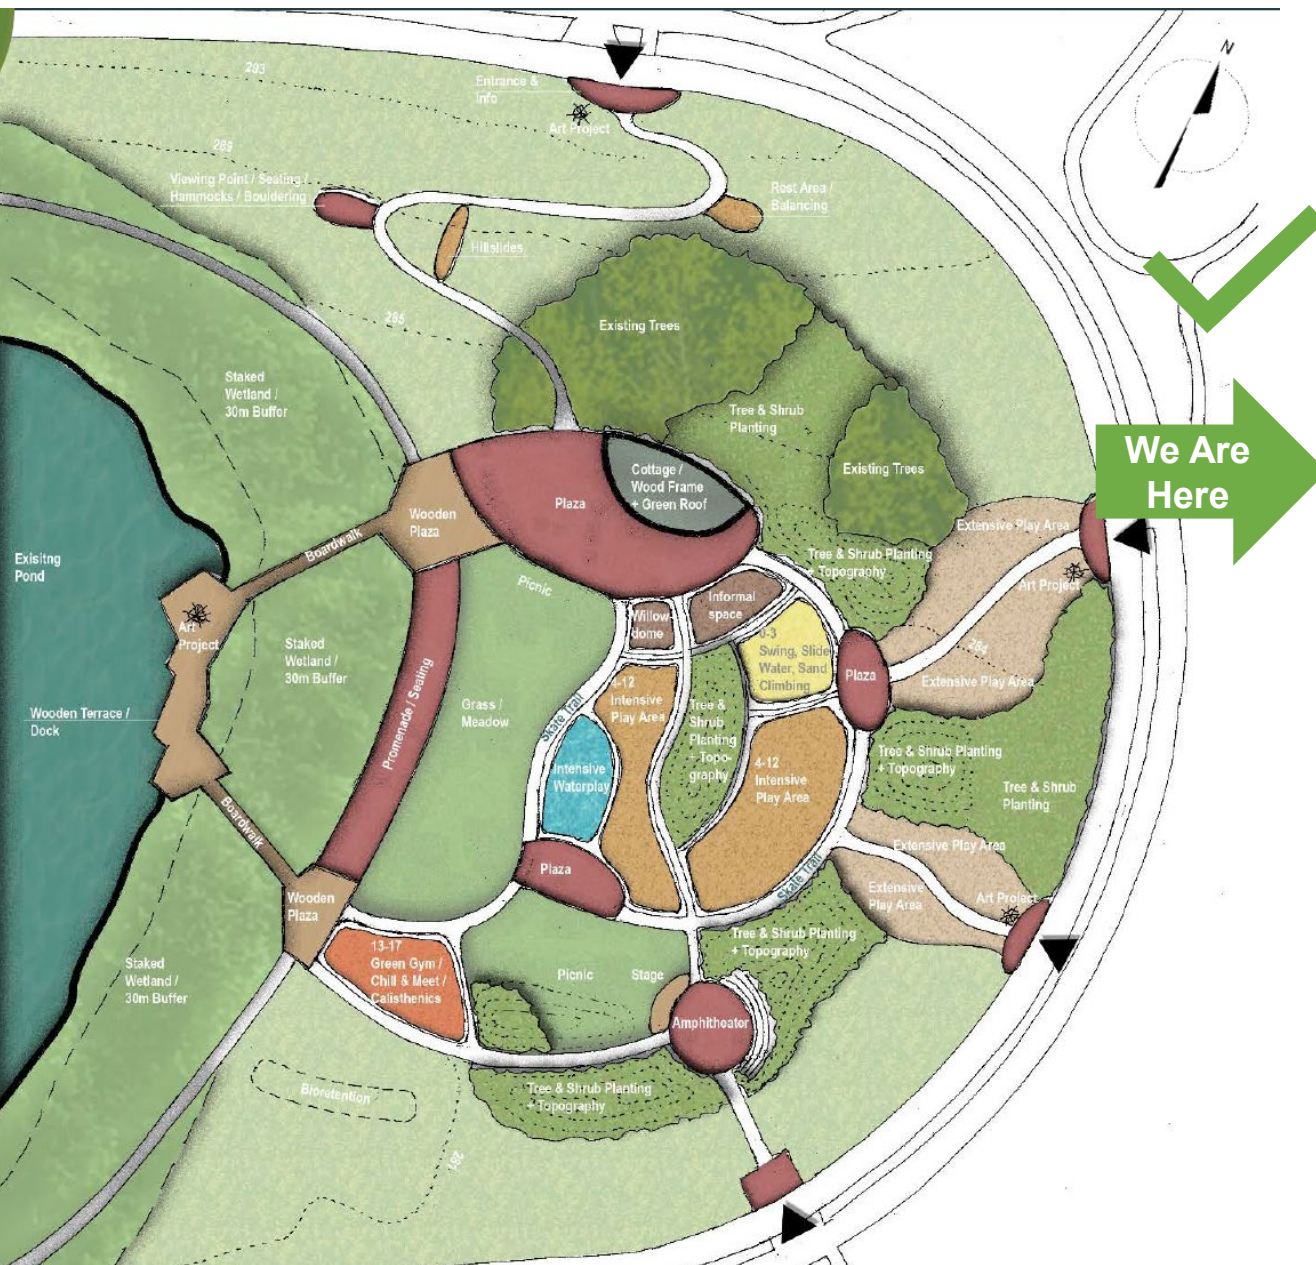 N
293
Entrance &
Info
Art Project
289
Viewing Point / Seating /
Hammocks / Bouldering
Rest Area /
Balancing
Hillslides
285
Existing Trees
Staked
Wetland /
30m Buffer
Tree & Shrub
Planting
We Are
Here
Cottage /
Wood Frame
+ Green Roof
Existing Trees
Plaza
Wooden
Plaza
Extensive Play Area
Boardwalk
Exisitng
Pond
Tree & Shrub Planting
+ Topography
Picnic
Art Project
Informal
space
Willow
dome
Art
Project
0-3
Swing, Slide
Water, Sand
Climbing
284
Staked
Wetland /
30m Buffer
Plaza
Extensive Play Area
4-12
Intensive
Play Area
Promenade / Seating
Grass /
Meadow
Skate Trail
Tree &
Shrub
Planting
+ Topo-
graphy
Wooden Terrace /
Dock
Tree & Shrub Planting
+ Topography
4-12
Intensive
Play Area
Intensive
Waterplay
Tree & Shrub
Planting
Boardwalk
Extensive Play Area
Plaza
Skate Trail
Extensive
Play Area
Art Project
Wooden
Plaza
Tree & Shrub Planting
+ Topography
13-17
Green Gym /
Chill & Meet /
Calisthenics
Staked
Wetland /
30m Buffer
Picnic
Stage
Amphitheater
Bioretention
Tree & Shrub Planting
+ Topography
281